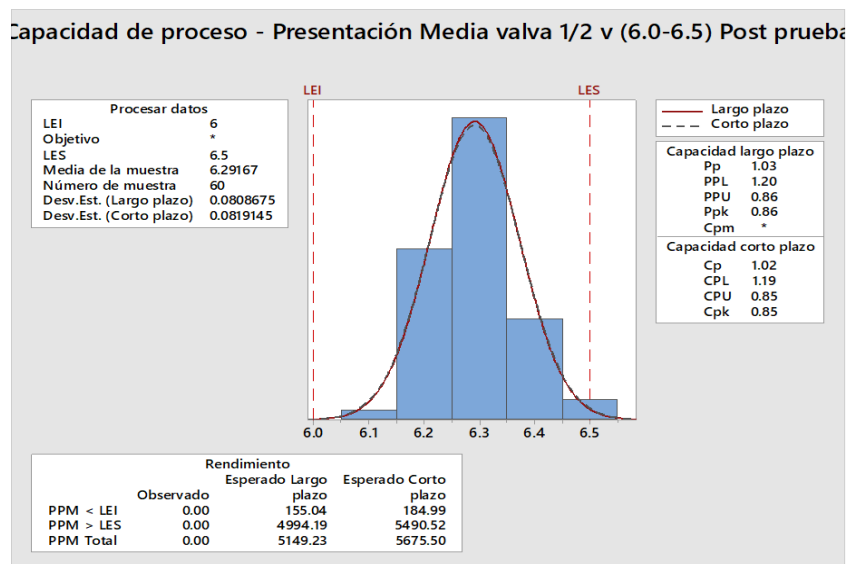 Capacidad de proceso - Presentación Media valva 1/2 v (6.0-6.5) Post prueba
LEI LES
Procesar datos
LEI 6
Objetivo *
LES 6.5
Media de la muestra 6.29167
Número de muestra 60
Desv.Est. (Largo plazo) 0.0808675
Desv.Est. (Corto plazo) 0.0819145
Largo plazo
Corto plazo
Capacidad largo plazo
Pp 1.03
PPL 1.20
PPU 0.86
Ppk 0.86
Cpm *
Capacidad corto plazo
Cp 1.02
CPL 1.19
CPU 0.85
Cpk 0.85
6.0 6.1 6.2 6.3 6.4 6.5
Rendimiento
Esperado Largo Esperado Corto
Observado plazo plazo
PPM < LEI 0.00 155.04 184.99
PPM > LES 0.00 4994.19 5490.52
PPM Total 0.00 5149.23 5675.50